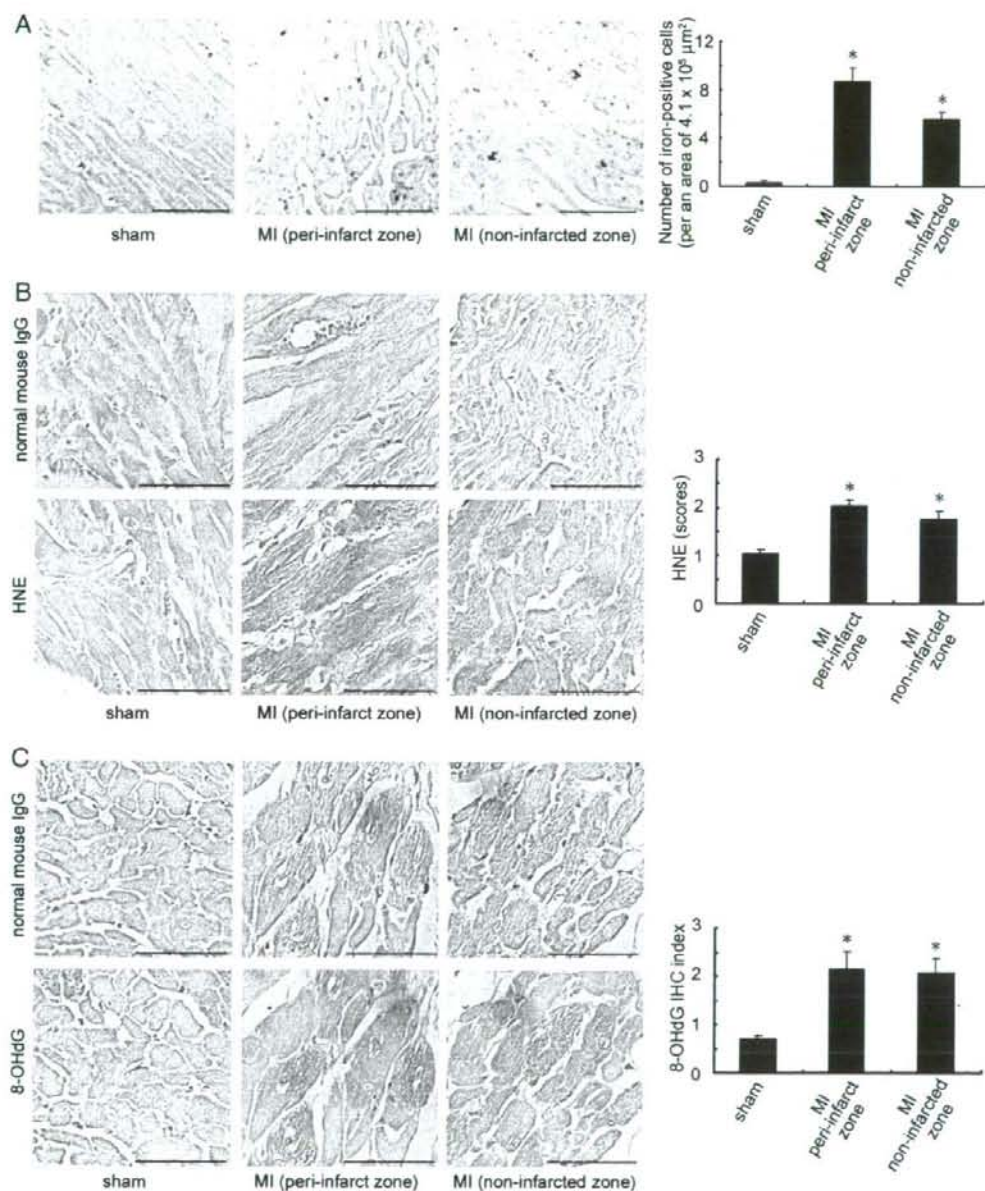 A
sham
MI (peri-infarct zone)
MI (non-infarcted zone)
Number of iron-positive cells
(per an area of 4.1 x 10⁵ µm²)
12
8
4
0
*
*
sham
MI
peri-infarct
zone
MI
non-infarcted
zone
B
normal mouse IgG
HNE
sham
MI (peri-infarct zone)
MI (non-infarcted zone)
HNE (scores)
3
2
1
0
*
*
sham
MI
peri-infarct
zone
MI
non-infarcted
zone
C
normal mouse IgG
8-OHdG
sham
MI (peri-infarct zone)
MI (non-infarcted zone)
8-OHdG IHC index
3
2
1
0
*
*
sham
MI
peri-infarct
zone
MI
non-infarcted
zone